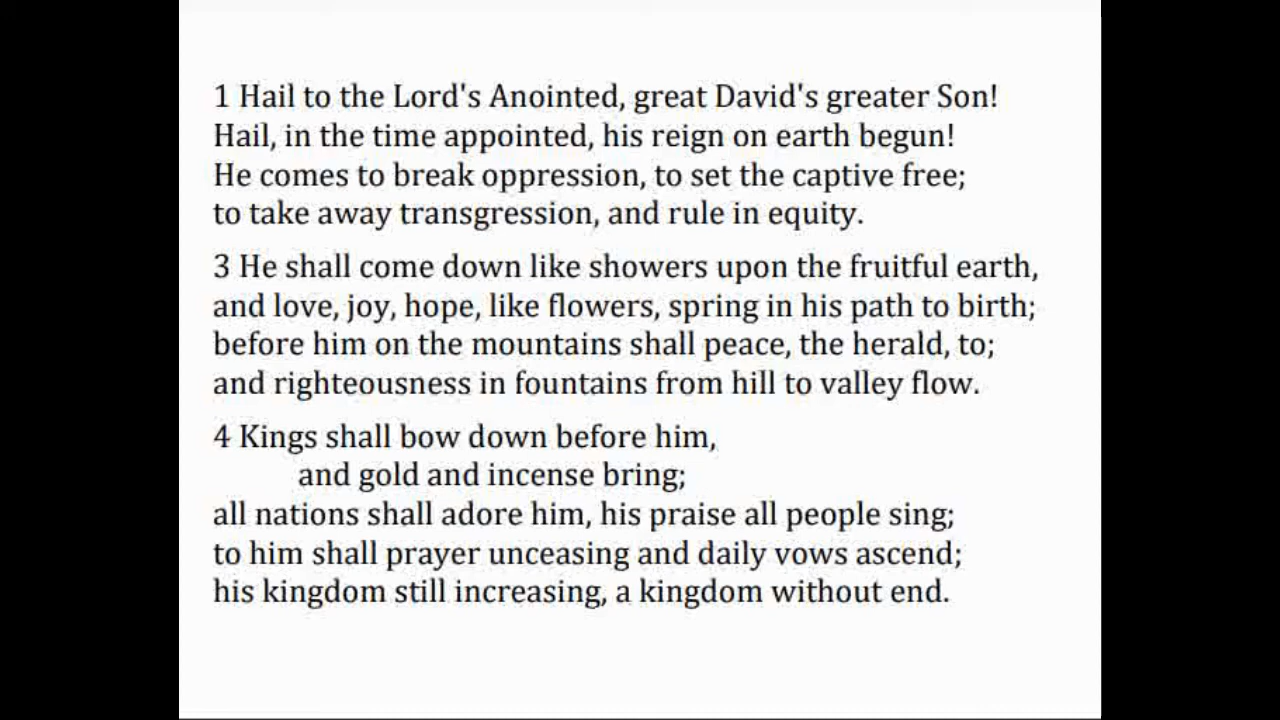 1 Hail to the Lord's Anointed, great David's greater Son!
Hail, in the time appointed, his reign on earth begun!
He comes to break oppression, to set the captive free;
to take away transgression, and rule in equity.
3 He shall come down like showers upon the fruitful earth,
and love, joy, hope, like flowers, spring in his path to birth;
before him on the mountains shall peace, the herald, to;
and righteousness in fountains from hill to valley flow.
4 Kings shall bow down before him,
and gold and incense bring;
all nations shall adore him, his praise all people sing;
to him shall prayer unceasing and daily vows ascend;
his kingdom still increasing, a kingdom without end.